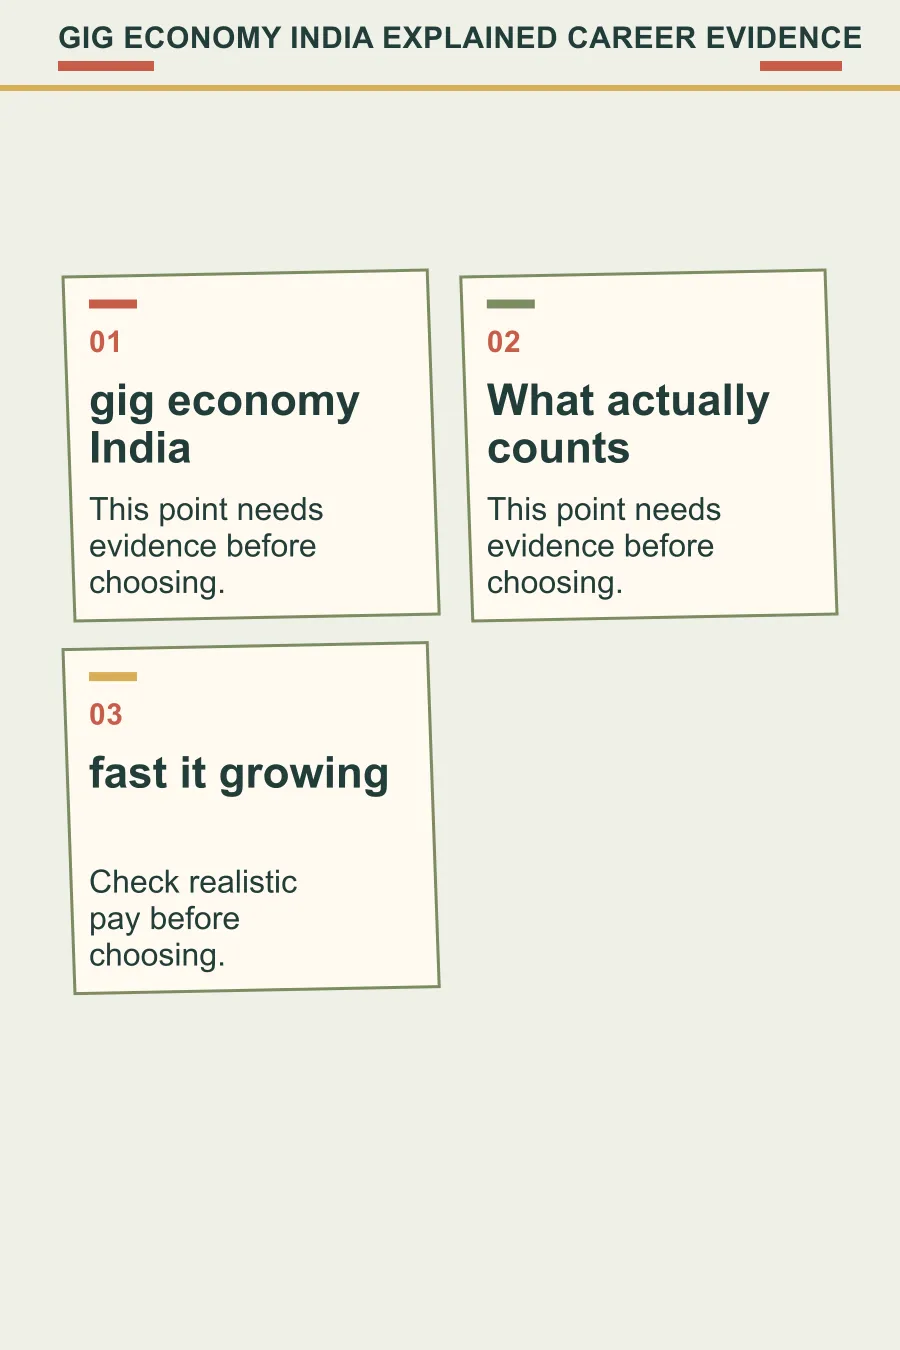 GIG ECONOMY INDIA EXPLAINED CAREER EVIDENCE
01
gig economy
India
This point needs
evidence before
choosing.
02
What actually
counts
This point needs
evidence before
choosing.
03
fast it growing
Check realistic
pay before
choosing.